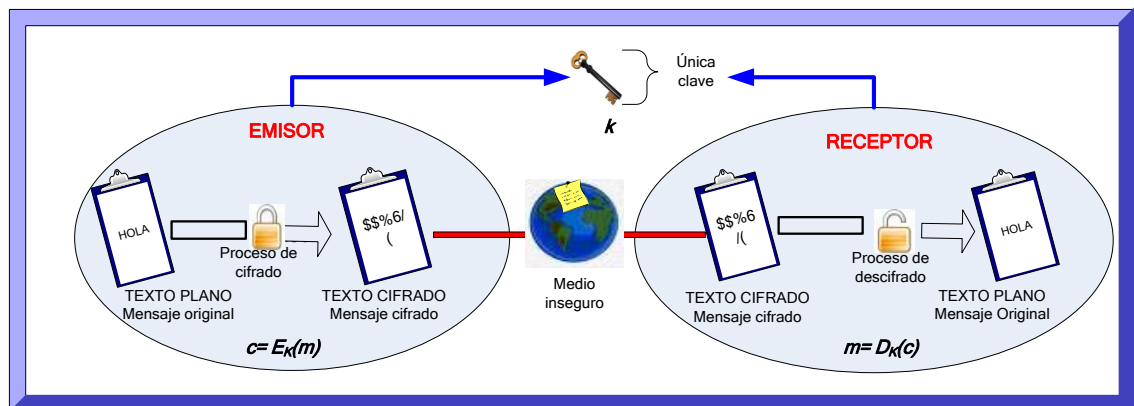 Única
clave
k
EMISOR
HOLA
$$%6/
(
Proceso de
cifrado
TEXTO PLANO
Mensaje original
TEXTO CIFRADO
Mensaje cifrado
c= EK(m)
Medio
inseguro
RECEPTOR
$$%6
/(
HOLA
Proceso de
descifrado
TEXTO CIFRADO
Mensaje cifrado
TEXTO PLANO
Mensaje Original
m= DK(c)